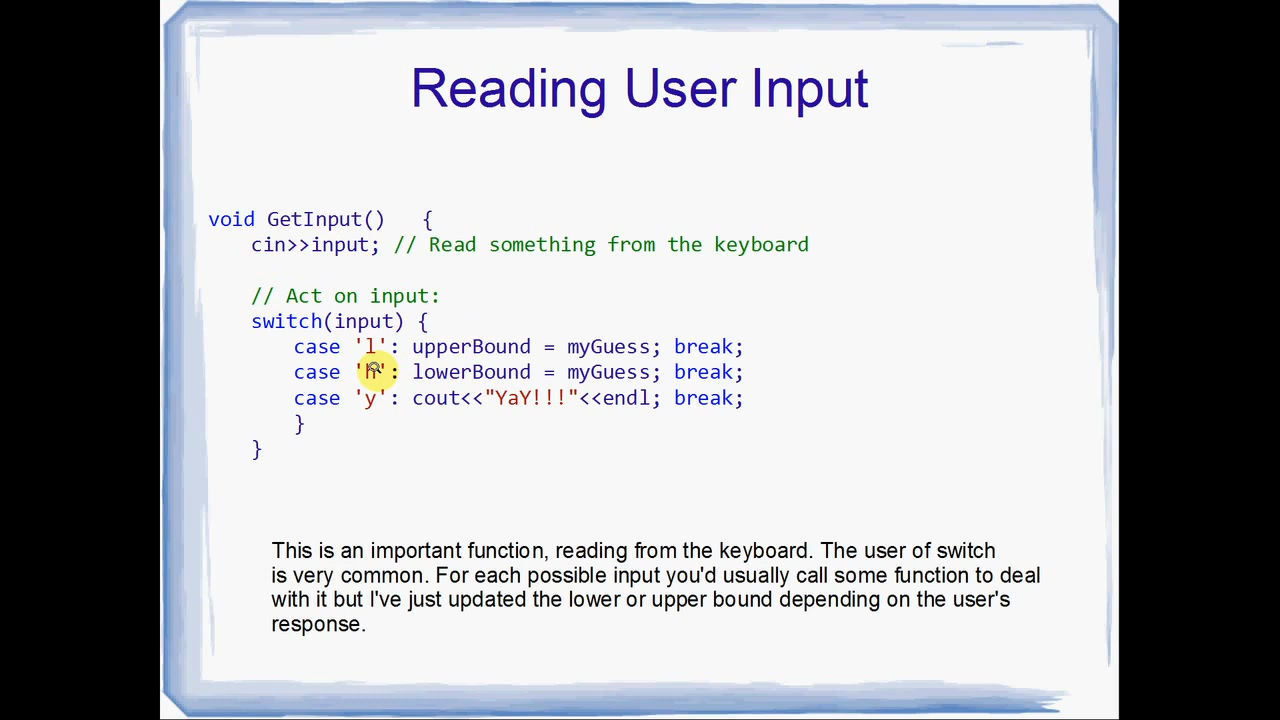 Reading User Input
void GetInput()   {
cin>>input; // Read something from the keyboard
// Act on input:
switch(input) {
case 'l': upperBound = myGuess; break;
case 'h': lowerBound = myGuess; break;
case 'y': cout<<"YaY!!!"<<endl; break;
}
}
This is an important function, reading from the keyboard. The user of switch
is very common. For each possible input you'd usually call some function to deal
with it but I've just updated the lower or upper bound depending on the user's
response.